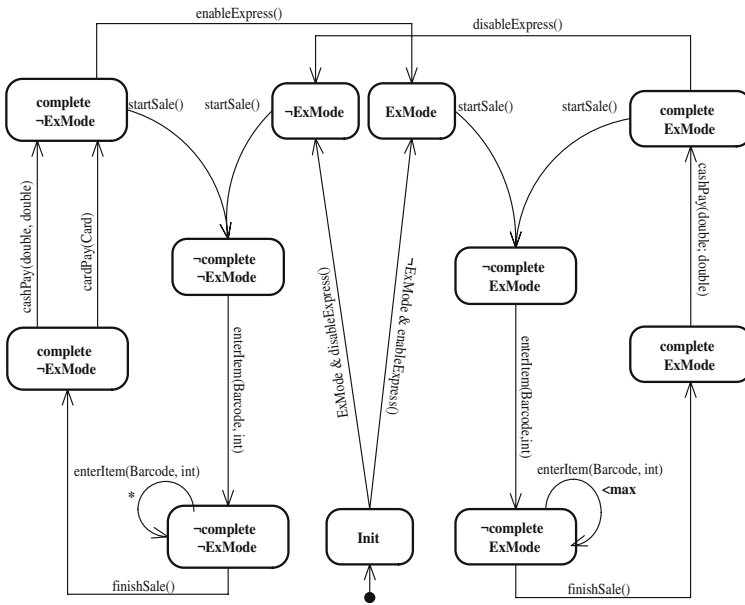 enableExpress()
disableExpress()
complete
¬ExMode
startSale()
startSale()
¬ExMode
ExMode
startSale()
startSale()
complete
ExMode
cashPay(double, double)
cardPay(Card)
¬complete
¬ExMode
ExMode & disableExpress()
¬ExMode & enableExpress()
¬complete
ExMode
cashPay(double; double)
complete
¬ExMode
enterItem(Barcode, int)
enterItem(Barcode,int)
complete
ExMode
enterItem(Barcode, int)
*
¬complete
¬ExMode
Init
enterItem(Barcode, int)
<max
¬complete
ExMode
finishSale()
finishSale()